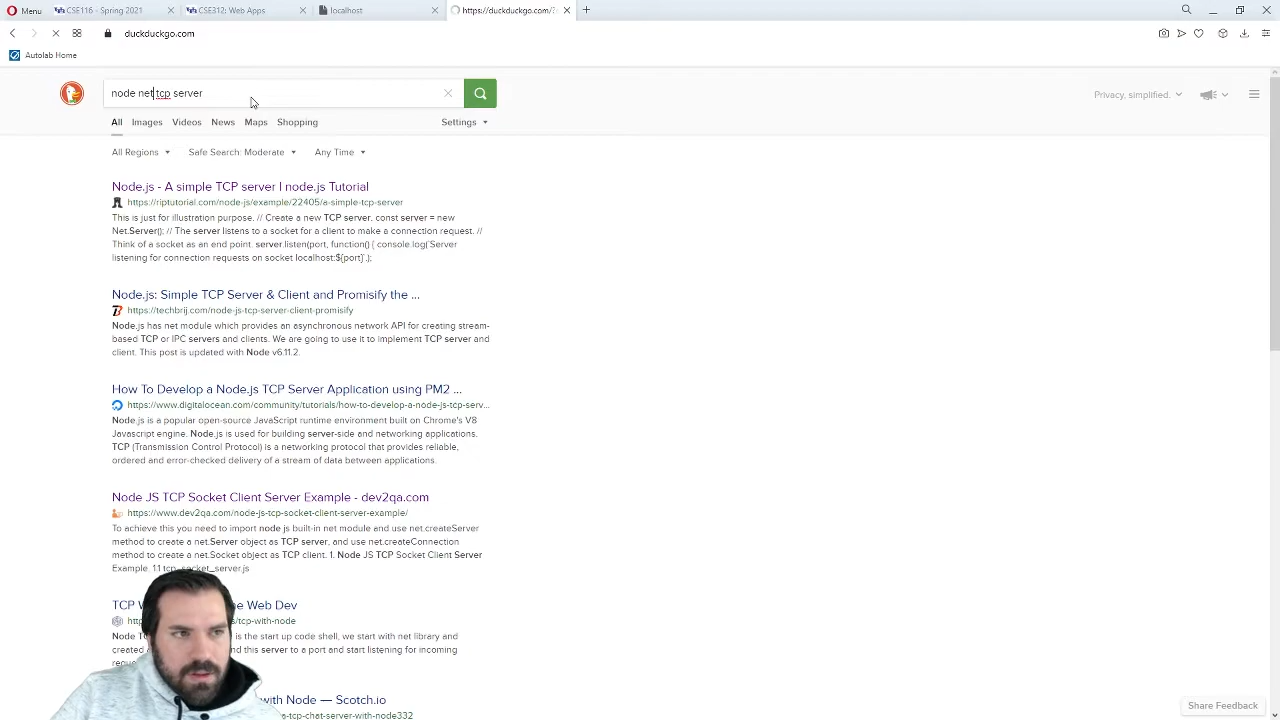 Menu
CSE116 - Spring 2021
CSE312: Web Apps
localhost
https://duckduckgo.com/
duckduckgo.com
Autolab Home
node net tcp server
Privacy, simplified.
All Images Videos News Maps Shopping Settings
All Regions Safe Search: Moderate Any Time
Node.js - A simple TCP server | node.js Tutorial
https://riptutorial.com/node-js/example/22405/a-simple-tcp-server
This is just for illustration purpose. // Create a new TCP server, const server = new
Net.Server(); // The server listens to a socket for a client to make a connection request. //
Think of a socket as an end point. server.listen(port, function() { console.log(`Server
listening for connection requests on socket localhost:${port}`.);
Node.js: Simple TCP Server & Client and Promisify the ...
https://techbrij.com/node-js-tcp-server-client-promisify
Node.js has net module which provides an asynchronous network API for creating stream-
based TCP or IPC servers and clients. We are going to use it to implement TCP server and
client. This post is updated with Node v6.11.2.
How To Develop a Node.js TCP Server Application using PM2 ...
https://www.digitalocean.com/community/tutorials/how-to-develop-a-node-js-tcp-serv...
Node.js is a popular open-source JavaScript runtime environment built on Chrome's V8
Javascript engine. Node.js is used for building server-side and networking applications.
TCP (Transmission Control Protocol) is a networking protocol that provides reliable,
ordered and error-checked delivery of a stream of data between applications.
Node JS TCP Socket Client Server Example - dev2qa.com
https://www.dev2qa.com/node-js-tcp-socket-client-server-example/
To achieve this you need to import node js built-in net module and use net.createServer
method to create a net.Server object as TCP server, and use net.createConnection
method to create a net.Socket object as TCP client. 1. Node JS TCP Socket Client Server
Example. 1.1 tcp_socket_server.js
TCP Web Dev
/tcp-with-node
Node is the start up code shell, we start with net library and
created this server to a port and start listening for incoming
with Node — Scotch.io
-tcp-chat-server-with-node332
Share Feedback